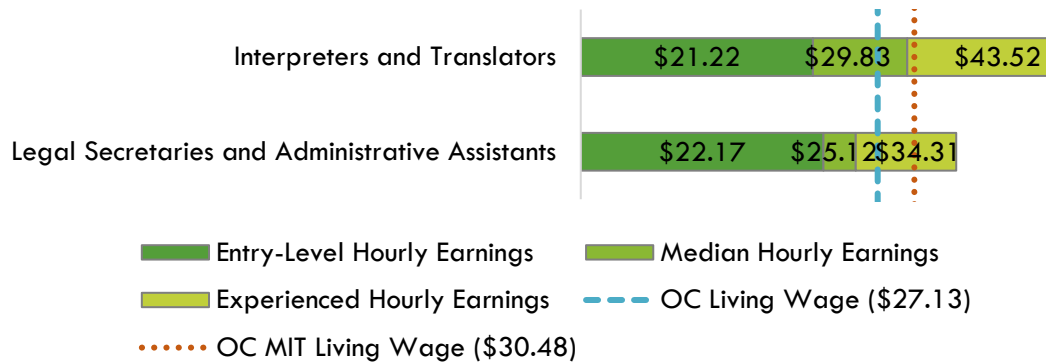 Interpreters and Translators $21.22 $29.83 $43.52
Legal Secretaries and Administrative Assistants $22.17 $25.12 $34.31
Entry-Level Hourly Earnings Median Hourly Earnings
Experienced Hourly Earnings OC Living Wage ($27.13)
OC MIT Living Wage ($30.48)